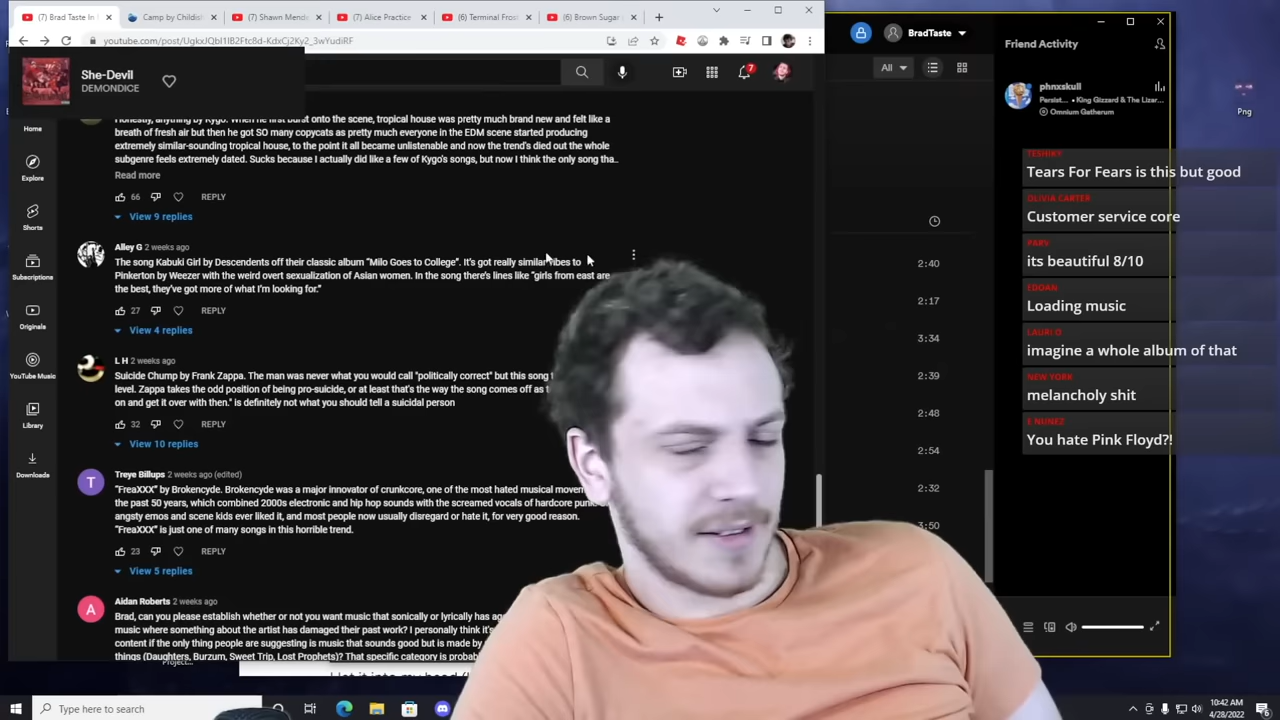 (7) Brad Taste In
Camp by Childish
(7) Shawn Mende
(7) Alice Practice
(6) Terminal Froo
(6) Brown Sugar
youtube.com/post/UgkxJQbl1IB2Ftc8d-KdxCj2Ky2_3wYudiRF
She-Devil
DEMONDICE
7
Home
Explore
Shorts
Subscriptions
Originals
YouTube Music
Library
Downloads
Honestly, anything by Kygo. When he first burst onto the scene, tropical house was pretty much brand new and felt like a
breath of fresh air but then he got SO many copycats as pretty much everyone in the EDM scene started producing
extremely similar-sounding tropical house, to the point it all became unlistenable and now the trend's died out the whole
subgenre feels extremely dated. Sucks because I actually did like a few of Kygo's songs, but now I think the only song tha...
Read more
66 REPLY
View 9 replies
Alley G 2 weeks ago
The song Kabuki Girl by Descendents off their classic album "Milo Goes to College". It's got really similar vibes to
Pinkerton by Weezer with the weird over sexualization of Asian women. In the song there's lines like "girls from east are
the best, they've got more of what I'm looking for."
27 REPLY
View 4 replies
L H 2 weeks ago
Suicide Chump by Frank Zappa. The man was never what you would call "politically correct" but this song
level. Zappa takes the odd position of being pro-suicide, or at least that's the way the song comes off as
on and get it over with then." is definitely not what you should tell a suicidal person
32 REPLY
View 10 replies
T
Treye Billups 2 weeks ago (edited)
"FreaXXX" by Brokencyde. Brokencyde was a major innovator of crunkcore, one of the most hated musical
the past 50 years, which combined 2000s electronic and hip hop sounds with the screamed vocals of hardcore
angsty emos and scene kids ever liked it, and most people now usually disregard or hate it, for very good reason.
"FreaXXX" is just one of many songs in this horrible trend.
23 REPLY
View 5 replies
A
Aidan Roberts 2 weeks ago
Brad, can you please establish whether or not you want music that sonically or lyrically has
music where something about the artist has damaged their past work? I personally think it's
content if the only thing people are suggesting is music that sounds good but is made by
things (Daughters, Burzum, Sweet Trip, Lost Prophets)? That specific category is
Project...
BradTaste
All
2:40
2:17
3:34
2:39
2:48
2:54
2:32
3:50
Friend Activity
phnxskull
Persist... • King Gizzard & The Lizar...
Omnium Gatherum
Png
TESHIKY
Tears For Fears is this but good
OLIVIA CARTER
Customer service core
its beautiful 8/10
EDOAN
Loading music
LAURI O
imagine a whole album of that
NEW YORK
melancholy shit
E NUNEZ
You hate Pink Floyd?!
Type here to search
10:42 AM
4/28/2022